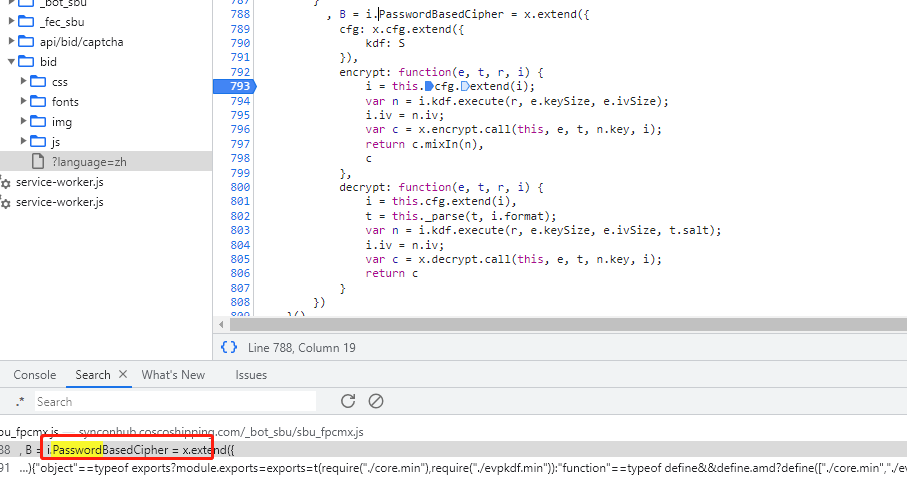 _bot_sbu
_fec_sbu
api/bid/captcha
bid
css
fonts
img
js
?language=zh
service-worker.js
service-worker.js
787 }
788 , B = i.PasswordBasedCipher = x.extend({
789 cfg: x.cfg.extend({
790 kdf: S
791 }),
792 encrypt: function(e, t, r, i) {
793 i = this.cfg.extend(i);
794 var n = i.kdf.execute(r, e.keySize, e.ivSize);
795 i.iv = n.iv;
796 var c = x.encrypt.call(this, e, t, n.key, i);
797 return c.mixIn(n),
798 c
799 },
800 decrypt: function(e, t, r, i) {
801 i = this.cfg.extend(i),
802 t = this._parse(t, i.format);
803 var n = i.kdf.execute(r, e.keySize, e.ivSize, t.salt);
804 i.iv = n.iv;
805 var c = x.decrypt.call(this, e, t, n.key, i);
806 return c
807 }
808 })
809 }()
{} Line 788, Column 19
Console Search × What's New Issues
.* Search
bu_fpcmx.js — synconhub.coscoshipping.com/_bot_sbu/sbu_fpcmx.js
88 , B = i.PasswordBasedCipher = x.extend({
91 ...){"object"==typeof exports?module.exports=exports=t(require("./core.min"),require("./evpkdf.min")):"function"==typeof define&&define.amd?define(["./core.min","./ev